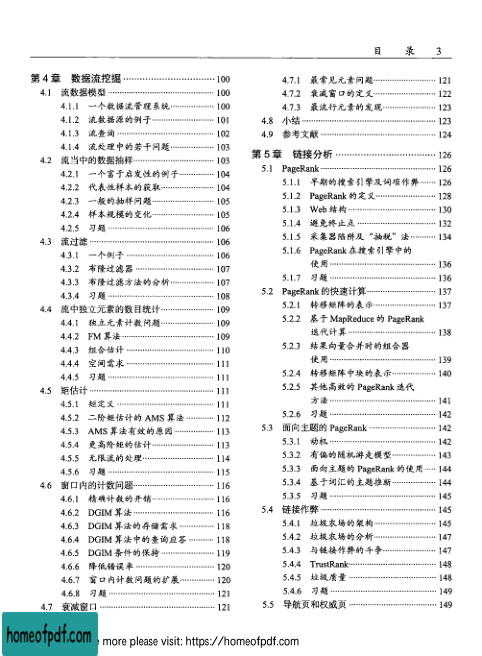 目 录 3
第4章 数据流挖掘 100
4.1 流数据模型 100
4.1.1 一个数据流管理系统 100
4.1.2 流数据源的例子 101
4.1.3 流查询 102
4.1.4 流处理中的若干问题 103
4.2 流当中的数据抽样 103
4.2.1 一个富于启发性的例子 104
4.2.2 代表性样本的获取 104
4.2.3 一般的抽样问题 105
4.2.4 样本规模的变化 105
4.2.5 习题 106
4.3 流过滤 106
4.3.1 一个例子 106
4.3.2 布隆过滤器 107
4.3.3 布隆过滤方法的分析 107
4.3.4 习题 108
4.4 流中独立元素的数目统计 109
4.4.1 独立元素计数问题 109
4.4.2 FM算法 109
4.4.3 组合估计 110
4.4.4 空间需求 111
4.4.5 习题 111
4.5 矩估计 111
4.5.1 矩定义 111
4.5.2 二阶矩估计的AMS算法 112
4.5.3 AMS算法有效的原因 113
4.5.4 更高阶矩的估计 113
4.5.5 无限流的处理 114
4.5.6 习题 115
4.6 窗口内的计数问题 116
4.6.1 精确计数的开销 116
4.6.2 DGIM算法 116
4.6.3 DGIM算法的存储需求 118
4.6.4 DGIM算法中的查询应答 118
4.6.5 DGIM条件的保持 119
4.6.6 降低错误率 120
4.6.7 窗口内计数问题的扩展 120
4.6.8 习题 121
4.7 衰减窗口 121
4.7.1 最常见元素问题 121
4.7.2 衰减窗口的定义 122
4.7.3 最流行元素的发现 123
4.8 小结 123
4.9 参考文献 124
第5章 链接分析 126
5.1 PageRank 126
5.1.1 早期的搜索引擎及词项作弊 126
5.1.2 PageRank的定义 128
5.1.3 Web结构 130
5.1.4 避免终止点 132
5.1.5 采集器陷阱及“抽税”法 134
5.1.6 PageRank在搜索引擎中的
使用 136
5.1.7 习题 136
5.2 PageRank的快速计算 137
5.2.1 转移矩阵的表示 137
5.2.2 基于MapReduce的PageRank
迭代计算 138
5.2.3 结果向量合并时的组合器
使用 139
5.2.4 转移矩阵中块的表示 140
5.2.5 其他高效的PageRank迭代
方法 141
5.2.6 习题 142
5.3 面向主题的PageRank 142
5.3.1 动机 142
5.3.2 有偏的随机游走模型 143
5.3.3 面向主题的PageRank的使用 144
5.3.4 基于词汇的主题推断 144
5.3.5 习题 145
5.4 链接作弊 145
5.4.1 垃圾农场的架构 145
5.4.2 垃圾农场的分析 147
5.4.3 与链接作弊的斗争 147
5.4.4 TrustRank 148
5.4.5 垃圾质量 148
5.4.6 习题 149
5.5 导航页和权威页 149
homeofpdf.com
more please visit: https://homeofpdf.com